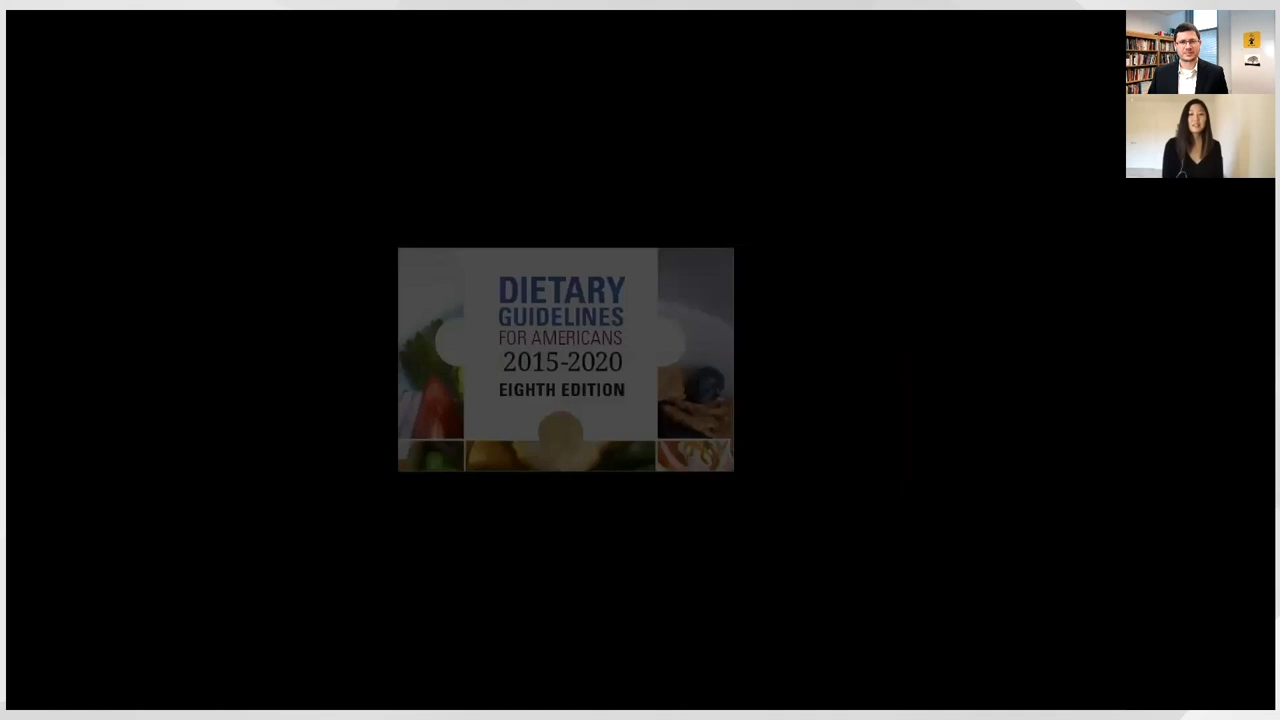 DIETARY
GUIDELINES
FOR AMERICANS
2015-2020
EIGHTH EDITION